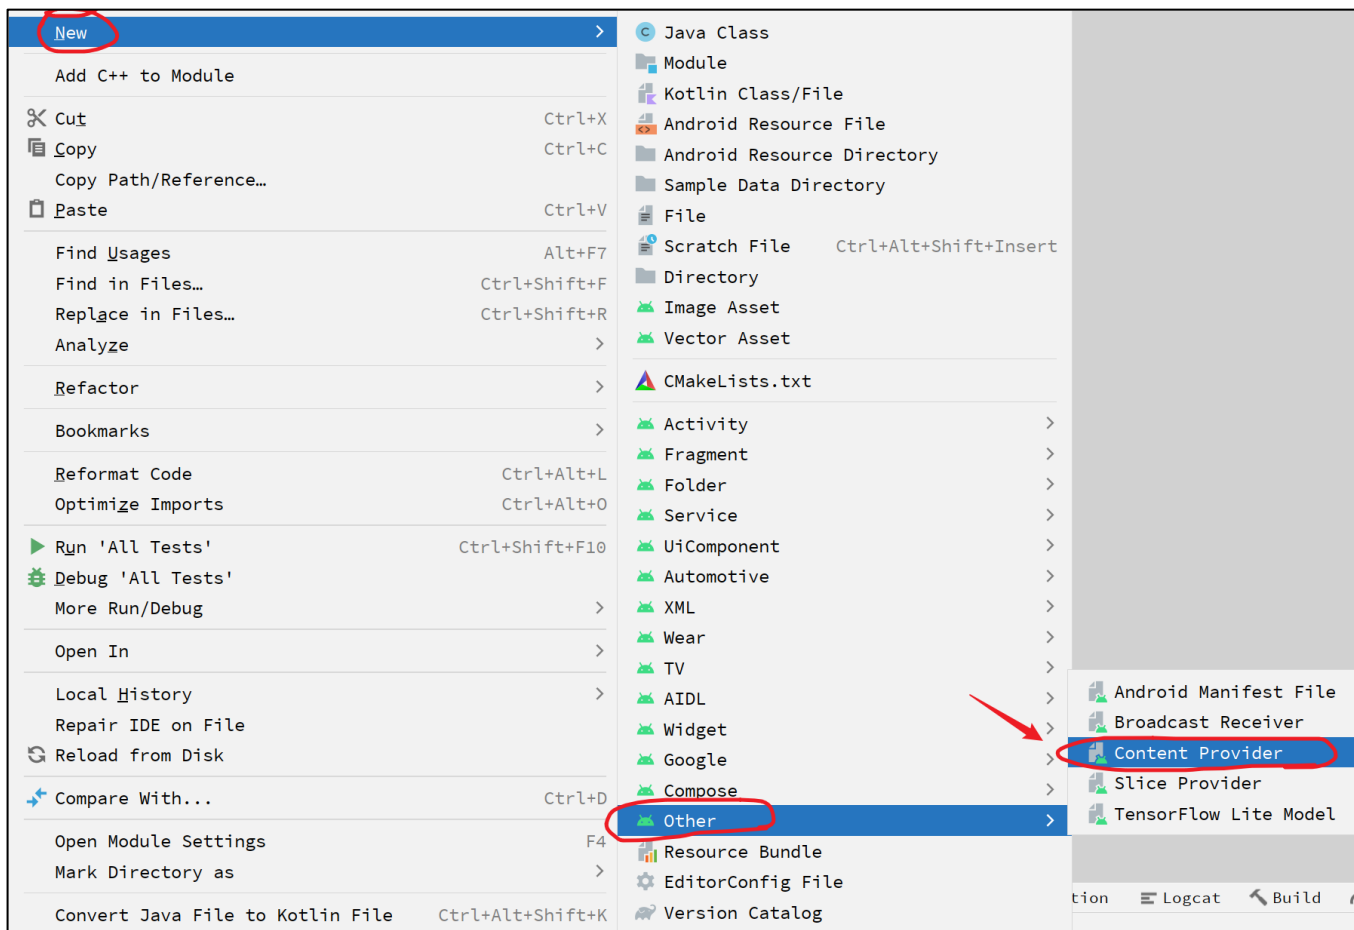 New
Add C++ to Module
Cut Ctrl+X
Copy Ctrl+C
Copy Path/Reference…
Paste Ctrl+V
Find Usages Alt+F7
Find in Files… Ctrl+Shift+F
Replace in Files… Ctrl+Shift+R
Analyze
Refactor
Bookmarks
Reformat Code Ctrl+Alt+L
Optimize Imports Ctrl+Alt+O
Run 'All Tests' Ctrl+Shift+F10
Debug 'All Tests'
More Run/Debug
Open In
Local History
Repair IDE on File
Reload from Disk
Compare With... Ctrl+D
Open Module Settings F4
Mark Directory as
Convert Java File to Kotlin File Ctrl+Alt+Shift+K
C Java Class
Module
Kotlin Class/File
Android Resource File
Android Resource Directory
Sample Data Directory
File
Scratch File Ctrl+Alt+Shift+Insert
Directory
Image Asset
Vector Asset
CMakeLists.txt
Activity
Fragment
Folder
Service
UiComponent
Automotive
XML
Wear
TV
AIDL
Widget
Google
Compose
Other
Resource Bundle
EditorConfig File
Version Catalog
Android Manifest File
Broadcast Receiver
Content Provider
Slice Provider
TensorFlow Lite Model
tion Logcat Build